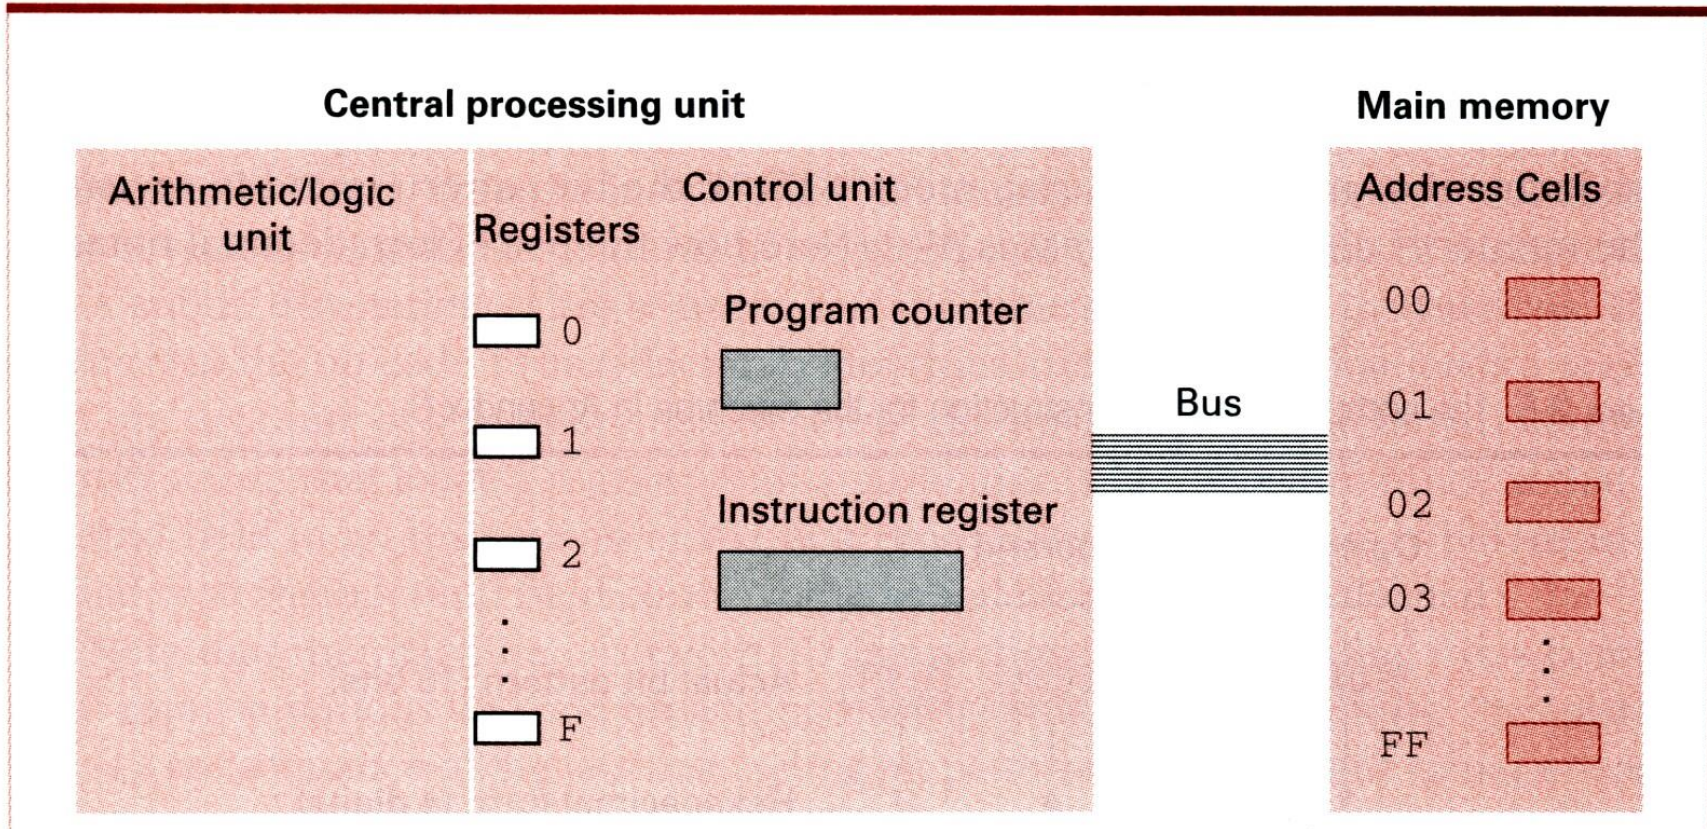 Central processing unit
Main memory
Arithmetic/logic
unit
Control unit
Registers
0
1
2
.
.
.
F
Program counter
Instruction register
Bus
Address Cells
00
01
02
03
.
.
.
FF